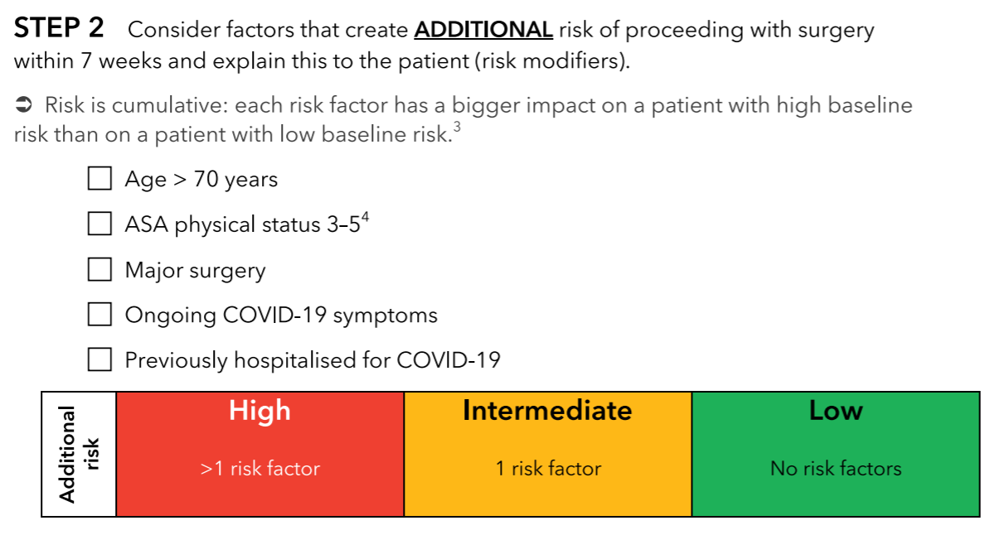 STEP 2 Consider factors that create ADDITIONAL risk of proceeding with surgery
within 7 weeks and explain this to the patient (risk modifiers).
➲ Risk is cumulative: each risk factor has a bigger impact on a patient with high baseline
risk than on a patient with low baseline risk.³
☐ Age > 70 years
☐ ASA physical status 3–5⁴
☐ Major surgery
☐ Ongoing COVID-19 symptoms
☐ Previously hospitalised for COVID-19
Additional
risk
High
>1 risk factor
Intermediate
1 risk factor
Low
No risk factors